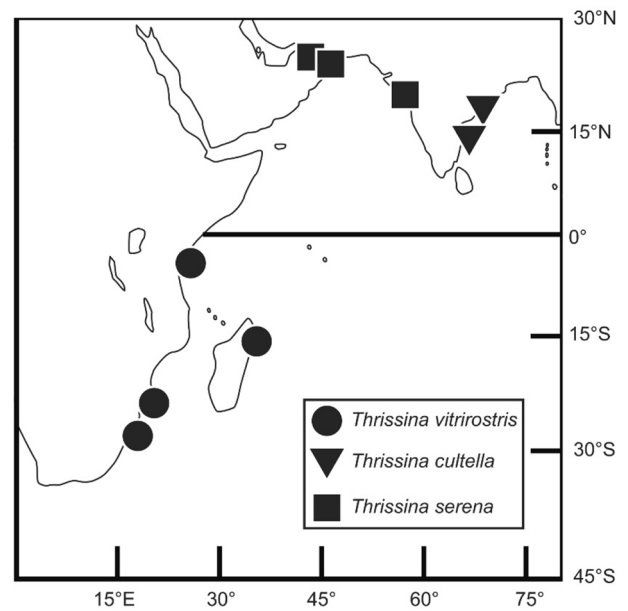 30°N
15°N
0°
15°S
Thrissina vitrirostris
30°S
Thrissina cultella
Thrissina serena
45°S
15°E 30° 45° 60° 75°